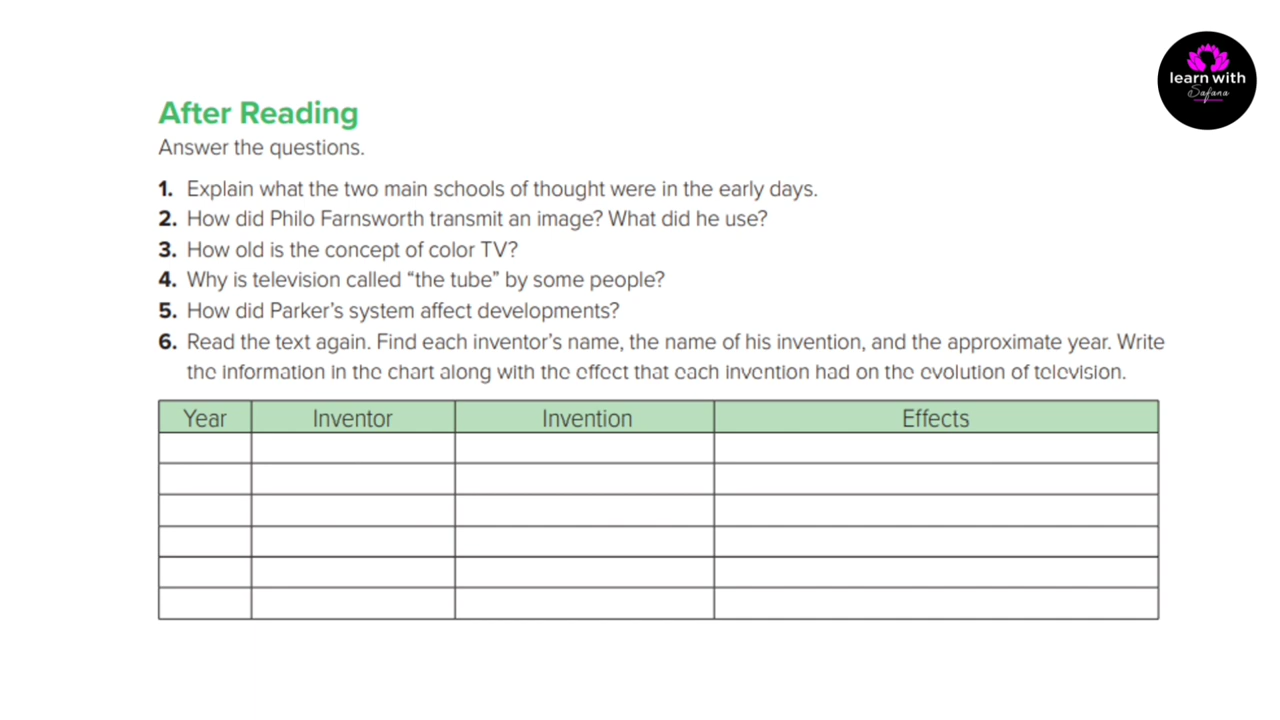 learn with
Safana
After Reading
Answer the questions.
1. Explain what the two main schools of thought were in the early days.
2. How did Philo Farnsworth transmit an image? What did he use?
3. How old is the concept of color TV?
4. Why is television called “the tube” by some people?
5. How did Parker’s system affect developments?
6. Read the text again. Find each inventor’s name, the name of his invention, and the approximate year. Write
the information in the chart along with the effect that each invention had on the evolution of television.
Year Inventor Invention Effects